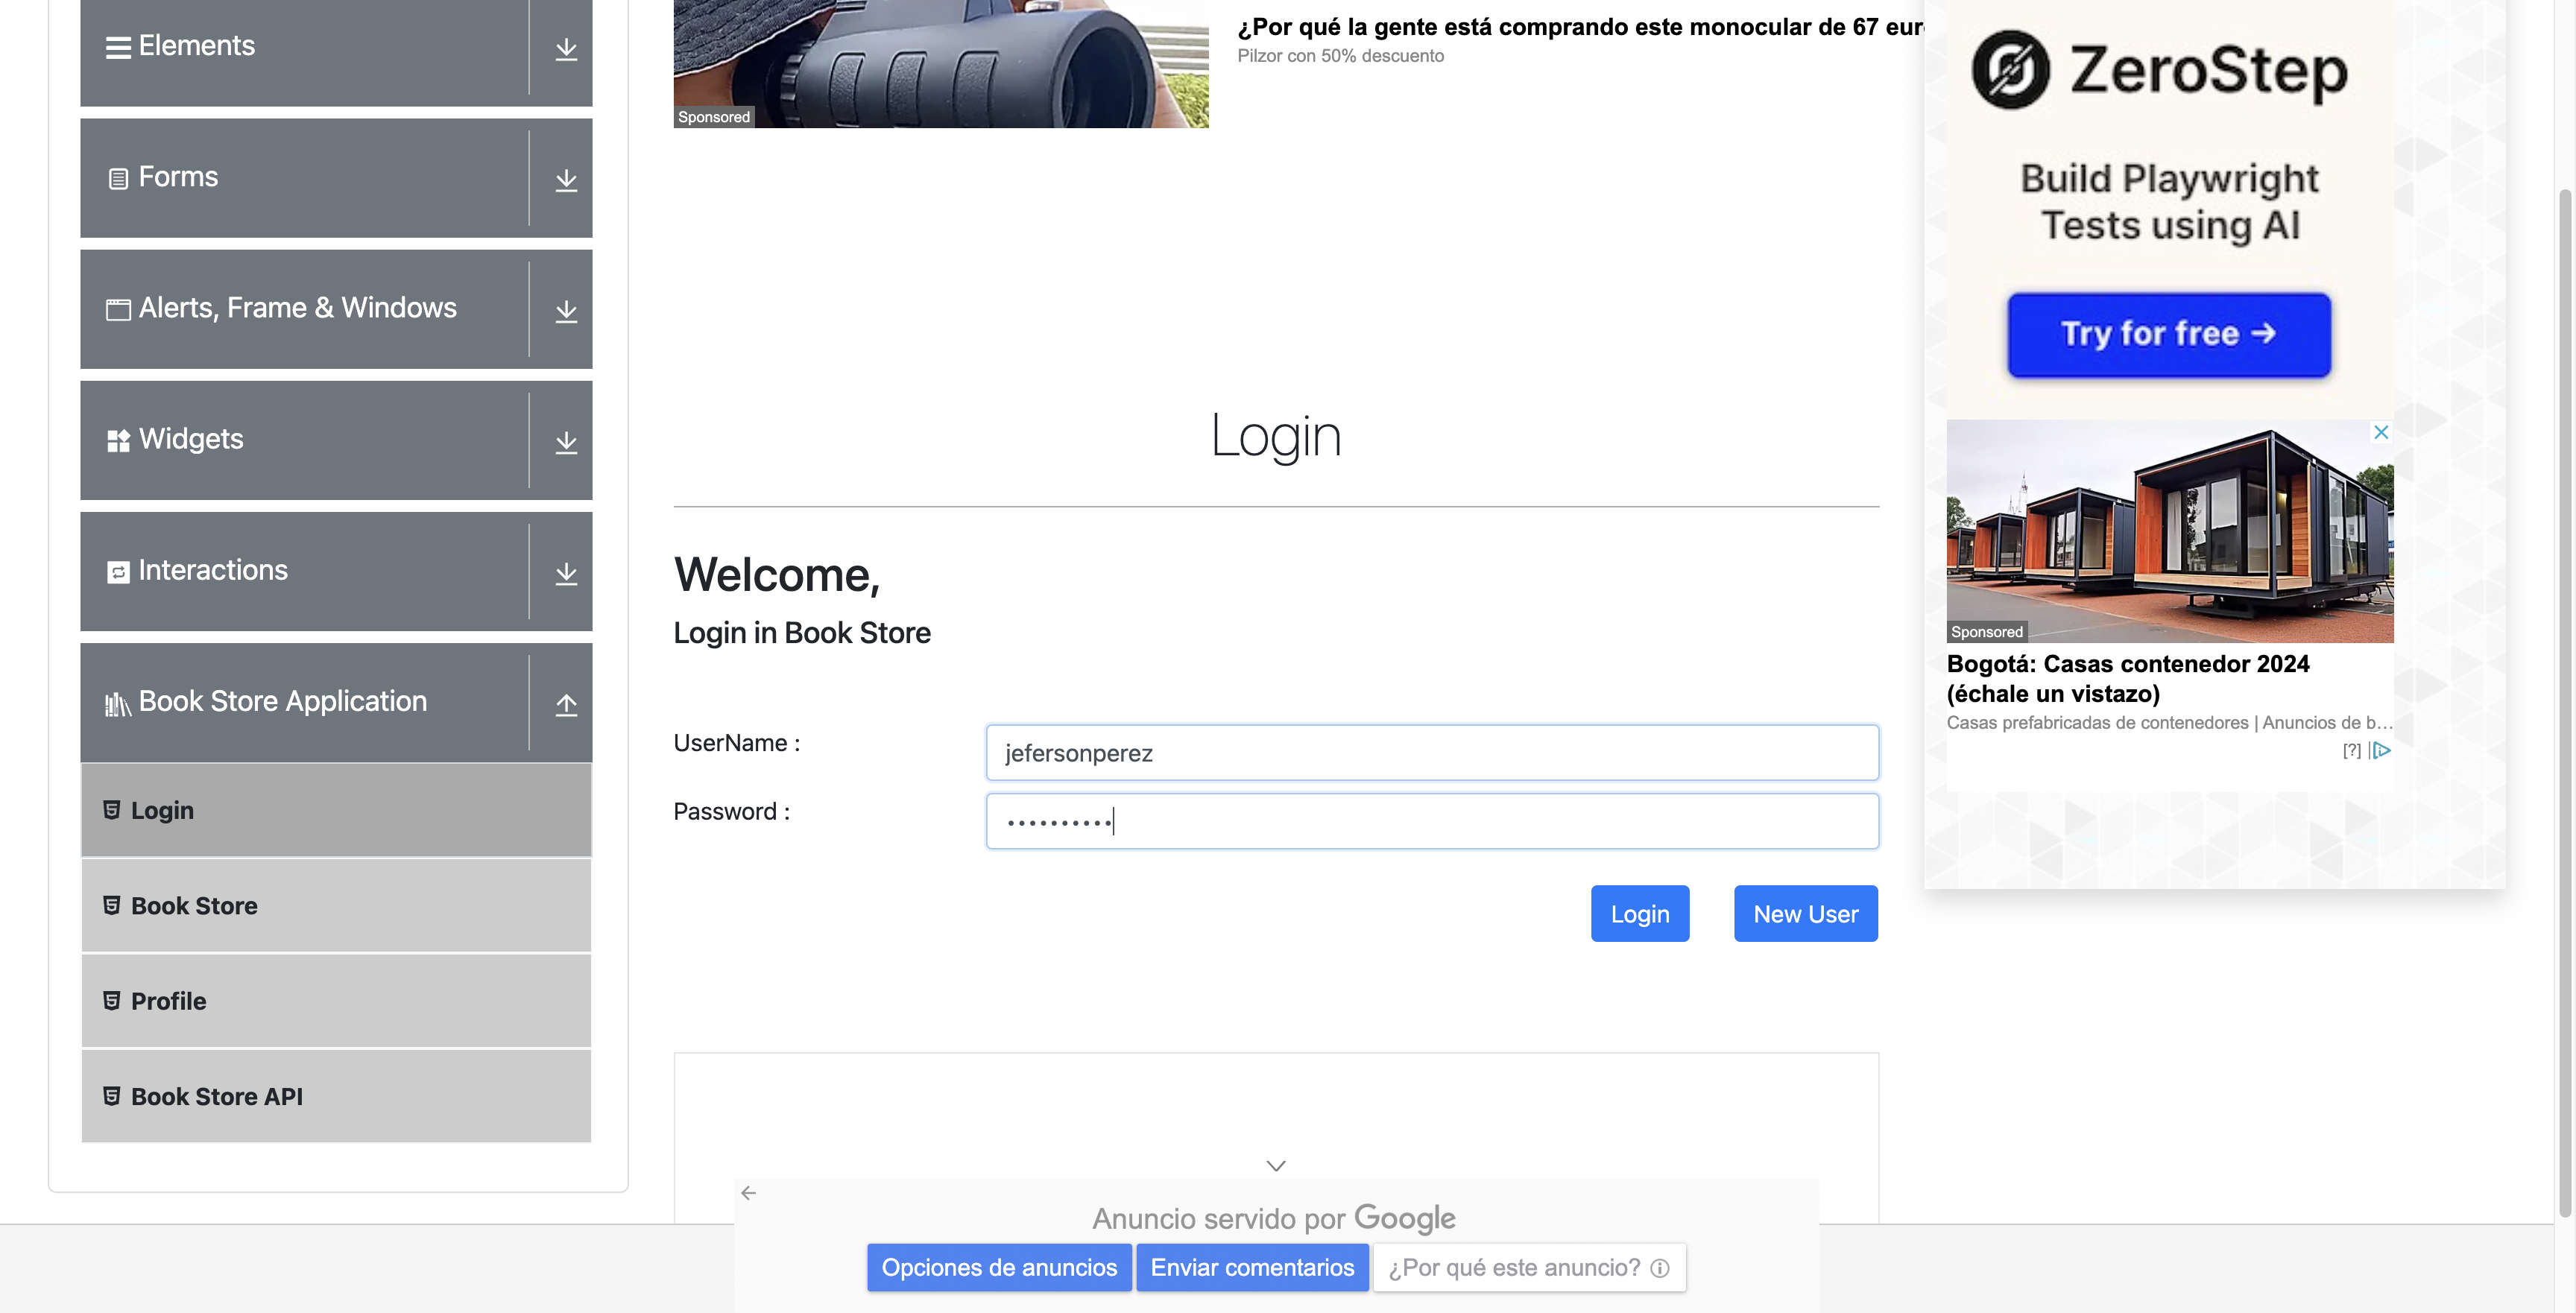 Elements
Forms
Alerts, Frame & Windows
Widgets
Interactions
Book Store Application
Login
Book Store
Profile
Book Store API
¿Por qué la gente está comprando este monocular de 67 eur
Pilzor con 50% descuento
Sponsored
Login
Welcome,
Login in Book Store
UserName :
jefersonperez
Password :
••••••••••
Login
New User
ZeroStep
Build Playwright
Tests using AI
Try for free →
Sponsored
Bogotá: Casas contenedor 2024
(échale un vistazo)
Casas prefabricadas de contenedores | Anuncios de b...
[?]
Anuncio servido por Google
Opciones de anuncios
Enviar comentarios
¿Por qué este anuncio?